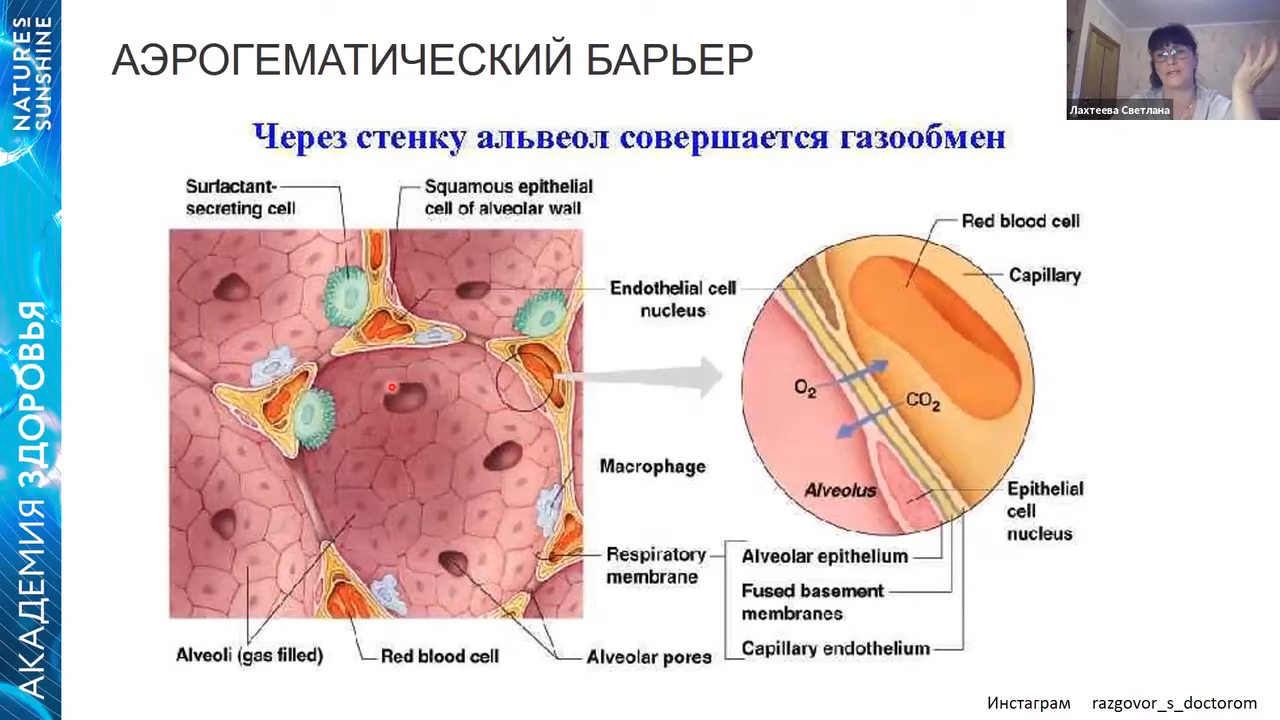 NATURE'S
SUNSHINE
АКАДЕМИЯ ЗДОРОВЬЯ
АЭРОГЕМАТИЧЕСКИЙ БАРЬЕР
Лахтеева Светлана
Через стенку альвеол совершается газообмен
Surfactant-
secreting cell
Squamous epithelial
cell of alveolar wall
Red blood cell
Capillary
Endothelial cell
nucleus
O2
CO2
Macrophage
Alveolus
Epithelial
cell
nucleus
Respiratory
membrane
Alveolar epithelium
Fused basement
membranes
Capillary endothelium
Alveoli (gas filled)
Red blood cell
Alveolar pores
Инстаграм razgovor_s_doctorom